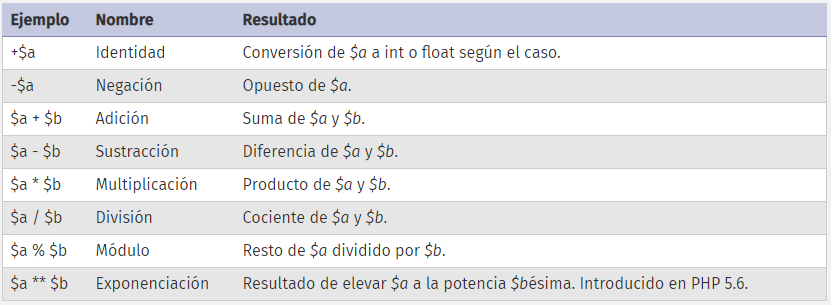 Ejemplo Nombre Resultado
+$a Identidad Conversión de $a a int o float según el caso.
-$a Negación Opuesto de $a.
$a + $b Adición Suma de $a y $b.
$a - $b Sustracción Diferencia de $a y $b.
$a * $b Multiplicación Producto de $a y $b.
$a / $b División Cociente de $a y $b.
$a % $b Módulo Resto de $a dividido por $b.
$a ** $b Exponenciación Resultado de elevar $a a la potencia $bésima. Introducido en PHP 5.6.